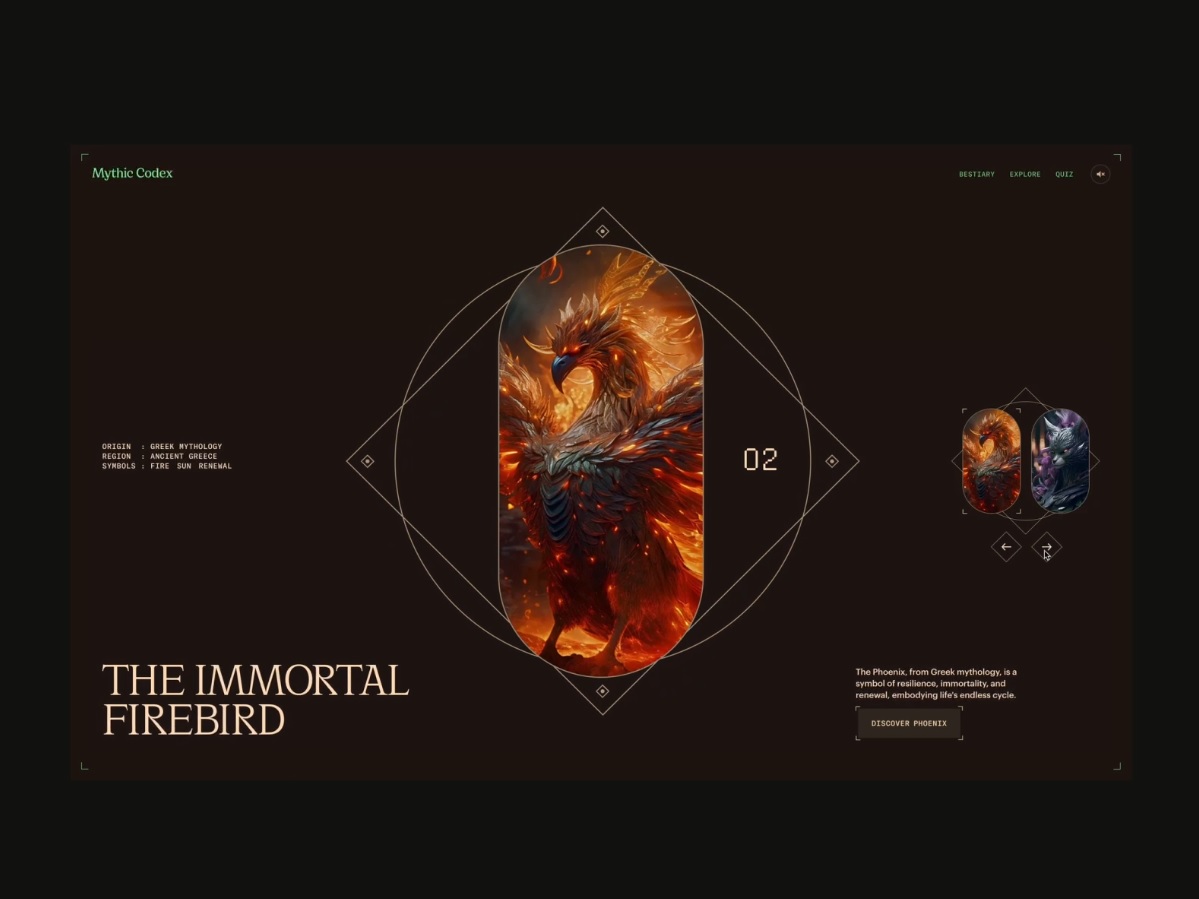 Mythic Codex
BESTIARY EXPLORE QUIZ
02
ORIGIN : GREEK MYTHOLOGY
REGION : ANCIENT GREECE
SYMBOLS : FIRE SUN RENEWAL
THE IMMORTAL
FIREBIRD
The Phoenix, from Greek mythology, is a
symbol of resilience, immortality, and
renewal, embodying life's endless cycle.
DISCOVER PHOENIX